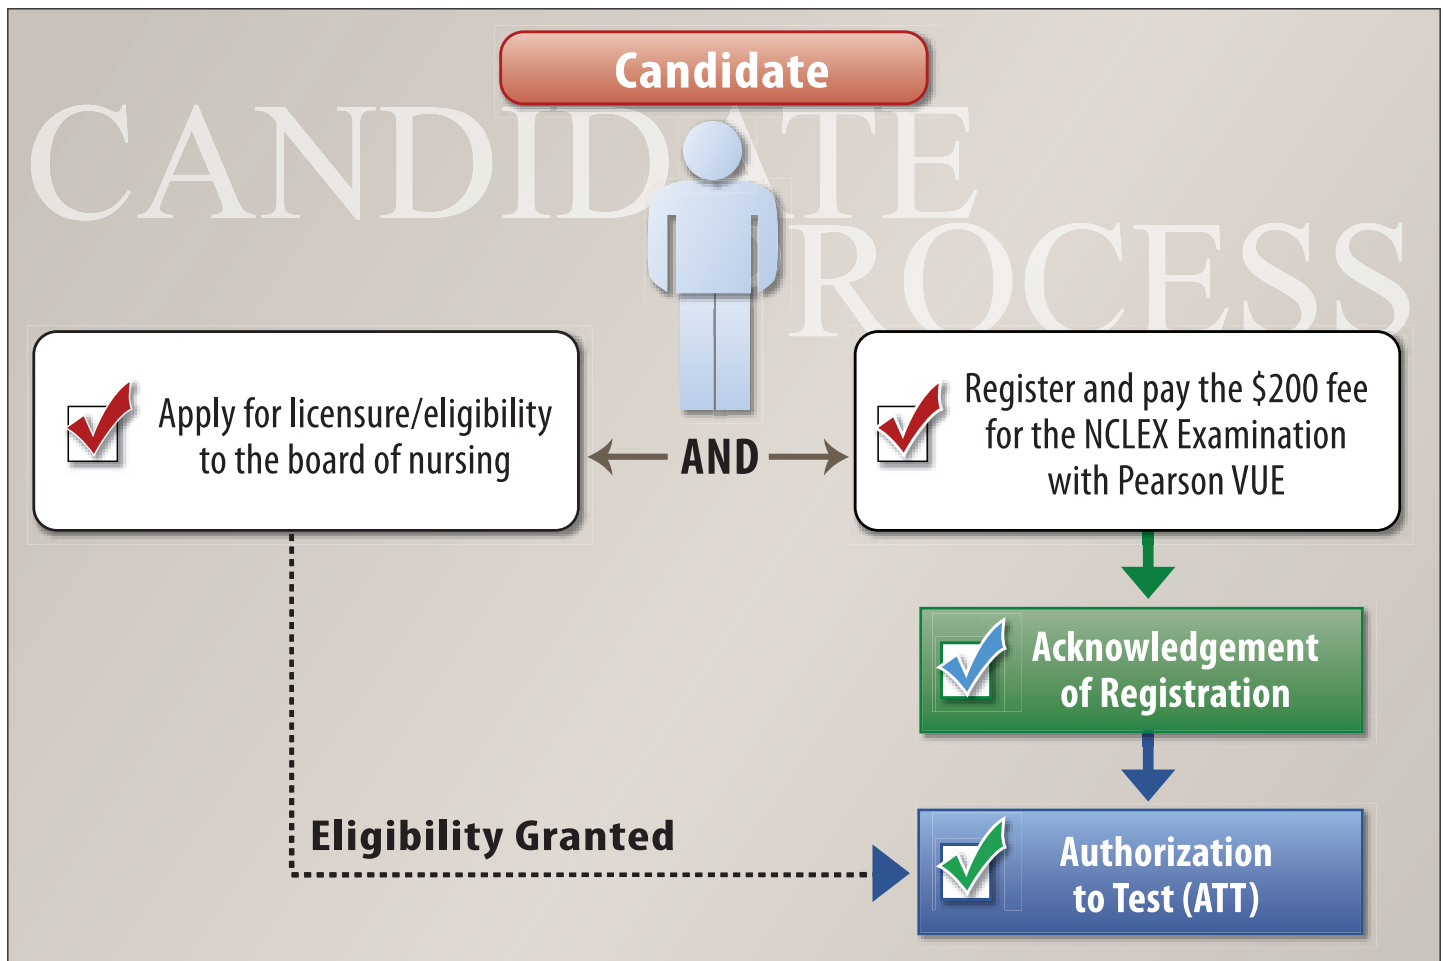 Candidate
CANDIDATE
PROCESS
Apply for licensure/eligibility
to the board of nursing
AND
Register and pay the $200 fee
for the NCLEX Examination
with Pearson VUE
Acknowledgement
of Registration
Eligibility Granted
Authorization
to Test (ATT)